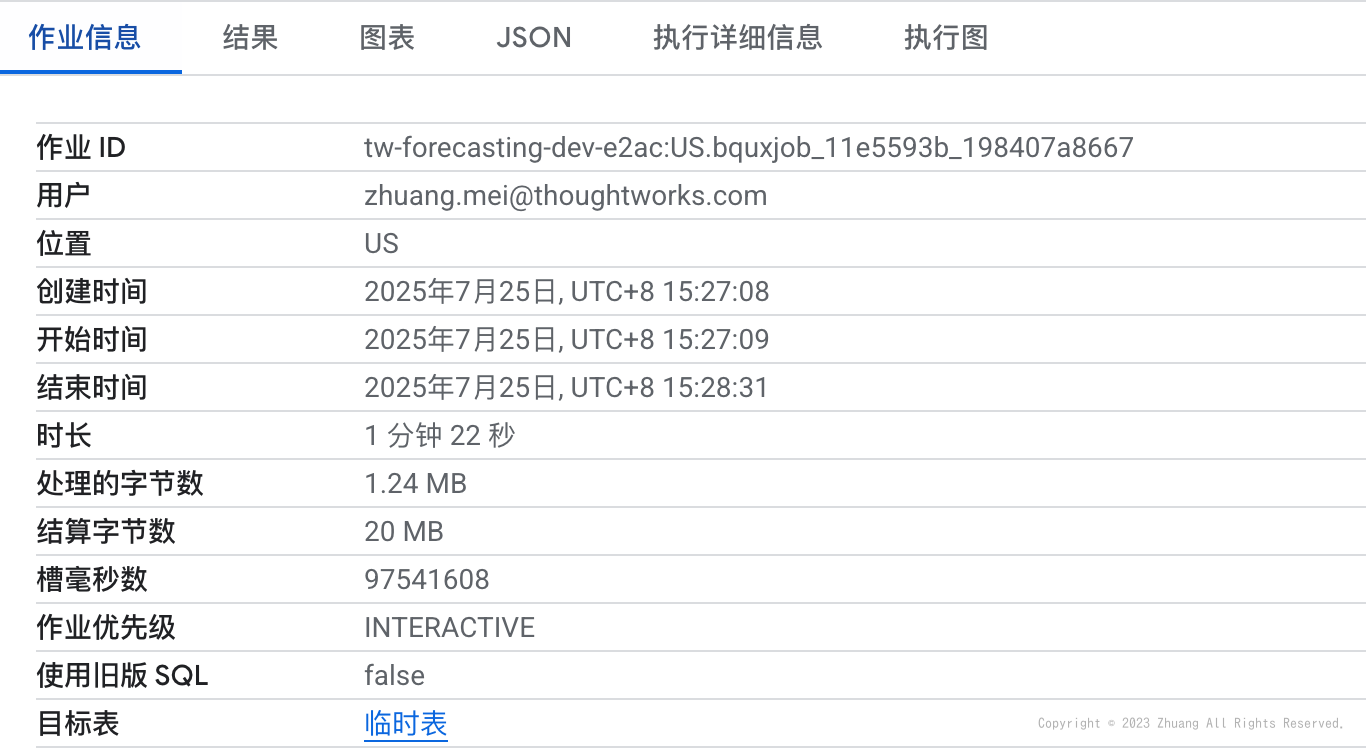 作业信息 结果 图表 JSON 执行详细信息 执行图
作业 ID tw-forecasting-dev-e2ac:US.bquxjob_11e5593b_198407a8667
用户 zhuang.mei@thoughtworks.com
位置 US
创建时间 2025年7月25日, UTC+8 15:27:08
开始时间 2025年7月25日, UTC+8 15:27:09
结束时间 2025年7月25日, UTC+8 15:28:31
时长 1 分钟 22 秒
处理的字节数 1.24 MB
结算字节数 20 MB
槽毫秒数 97541608
作业优先级 INTERACTIVE
使用旧版 SQL false
目标表 临时表
Copyright © 2023 Zhuang All Rights Reserved.